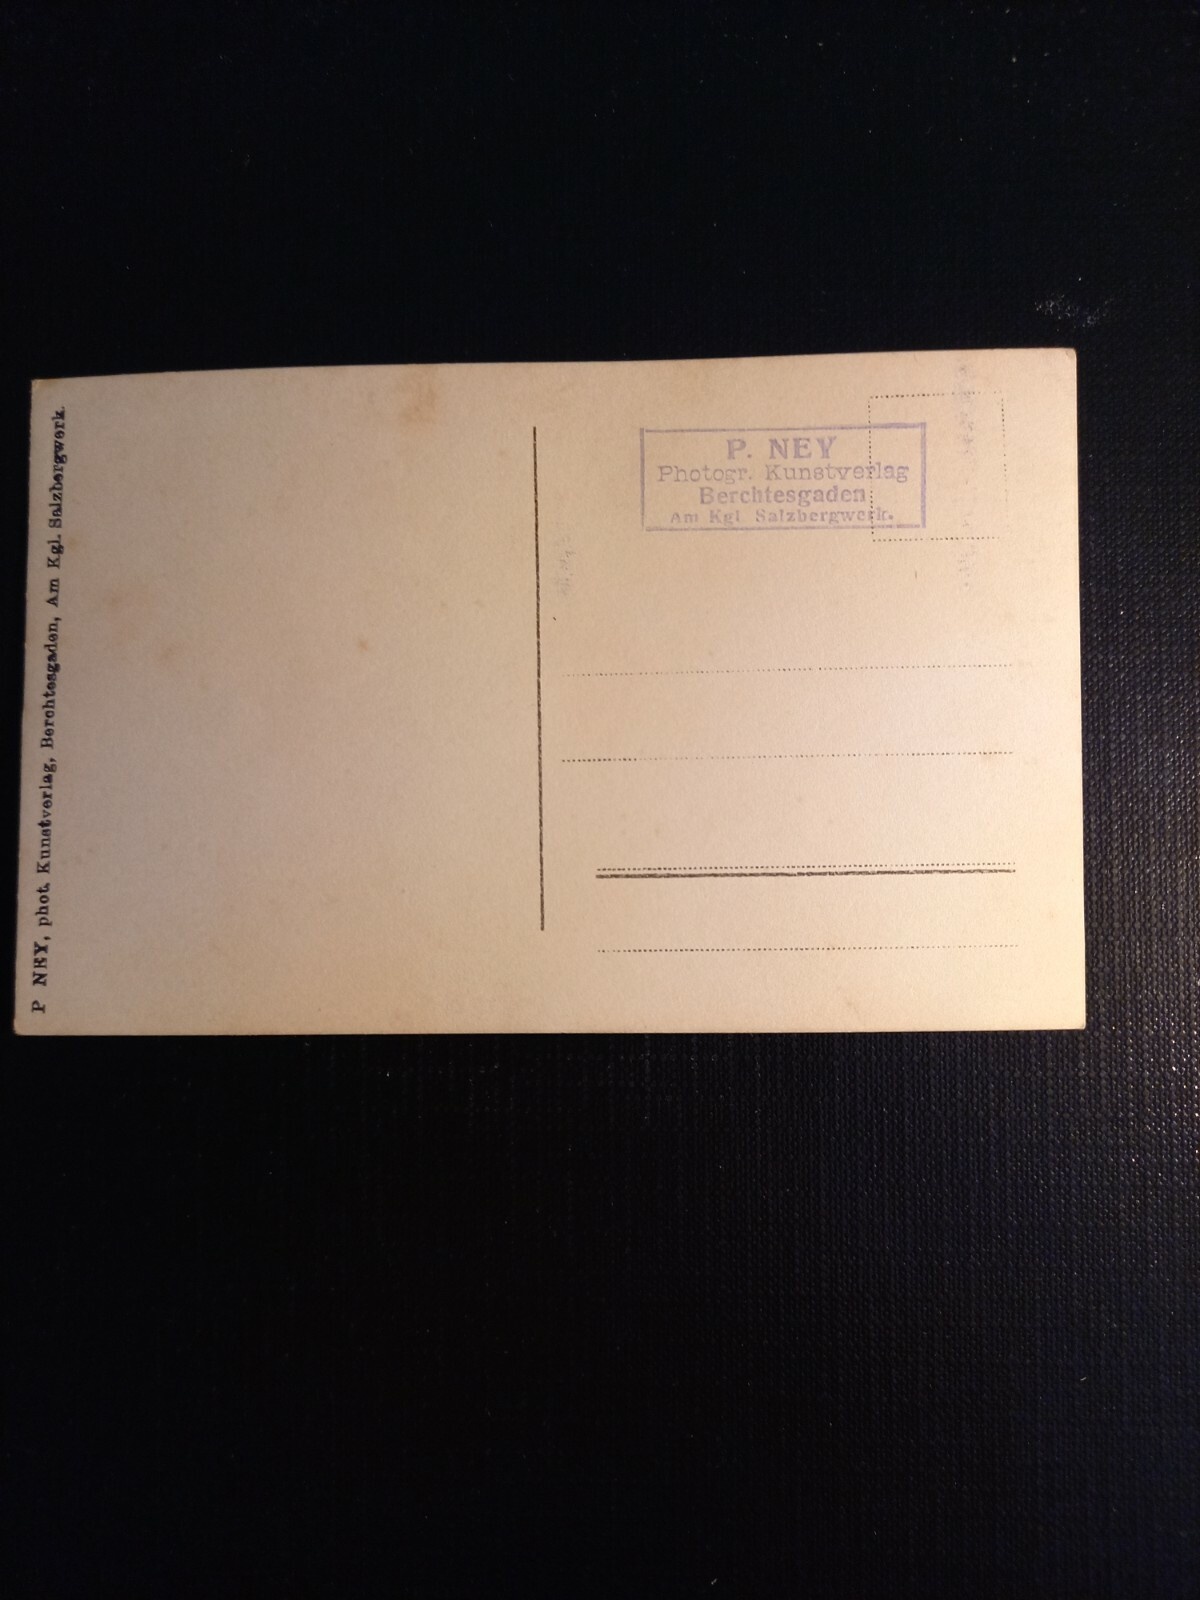 P NEY, phot. Kunstverlag, Berchtesgaden, Am Kgl. Salzbergwerk.
P. NEY
Photogr. Kunstverlag
Berchtesgaden
Am Kgl Salzbergwerk.